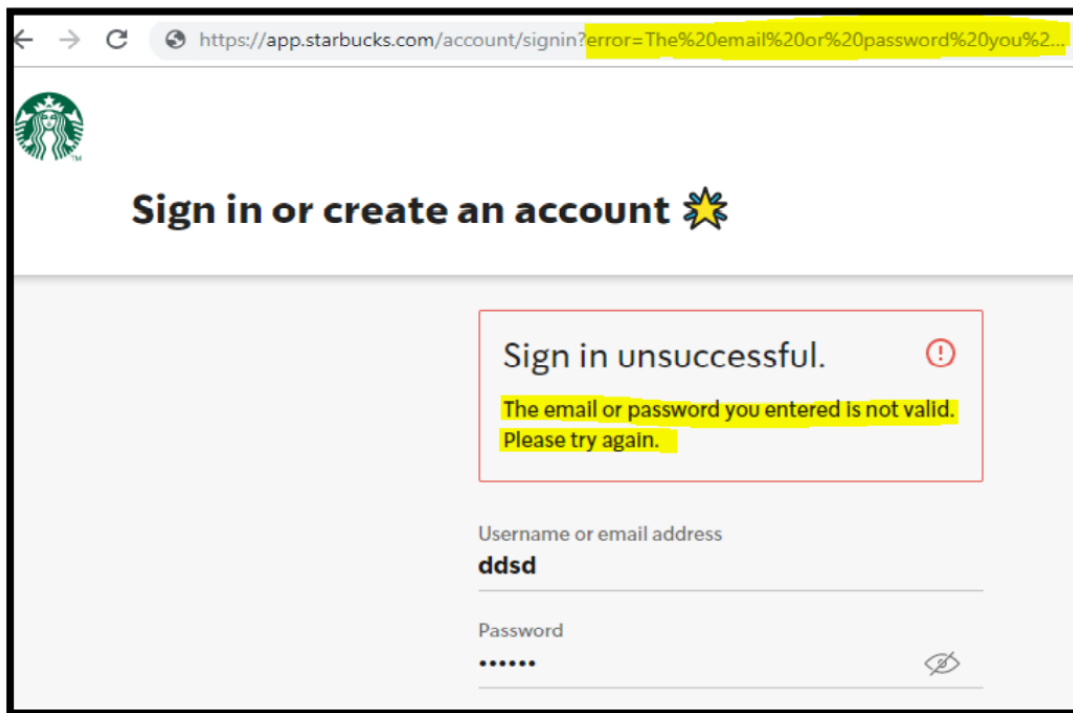 https://app.starbucks.com/account/signin?error=The%20email%20or%20password%20you%2...
TM
Sign in or create an account
Sign in unsuccessful.
The email or password you entered is not valid.
Please try again.
Username or email address
ddsd
Password
••••••